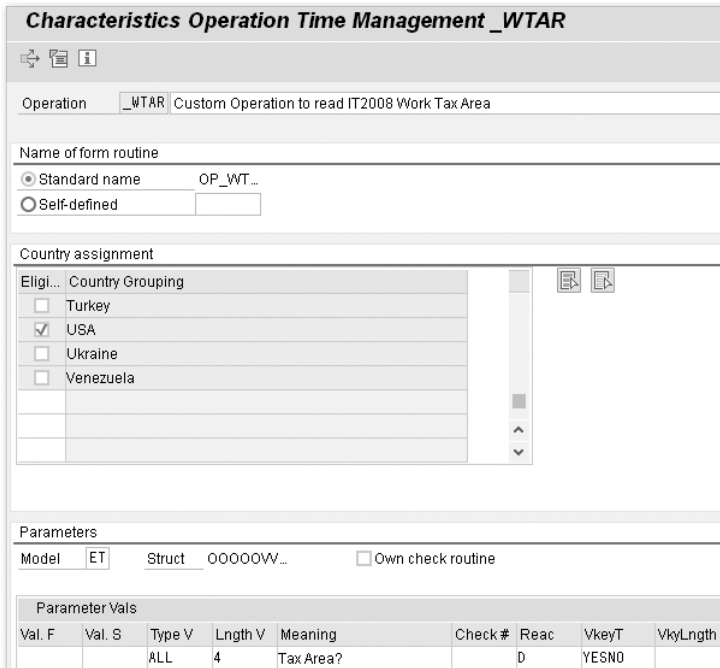 Characteristics Operation Time Management _WTAR
Operation _WTAR Custom Operation to read IT2008 Work Tax Area
Name of form routine
Standard name OP_WT...
Self-defined
Country assignment
Eligi... Country Grouping
Turkey
USA
Ukraine
Venezuela
Parameters
Model ET Struct OOOOOVV... Own check routine
Parameter Vals
Val. F Val. S Type V Lngth V Meaning Check# Reac VkeyT VkyLngth
ALL 4 Tax Area? D YESNO